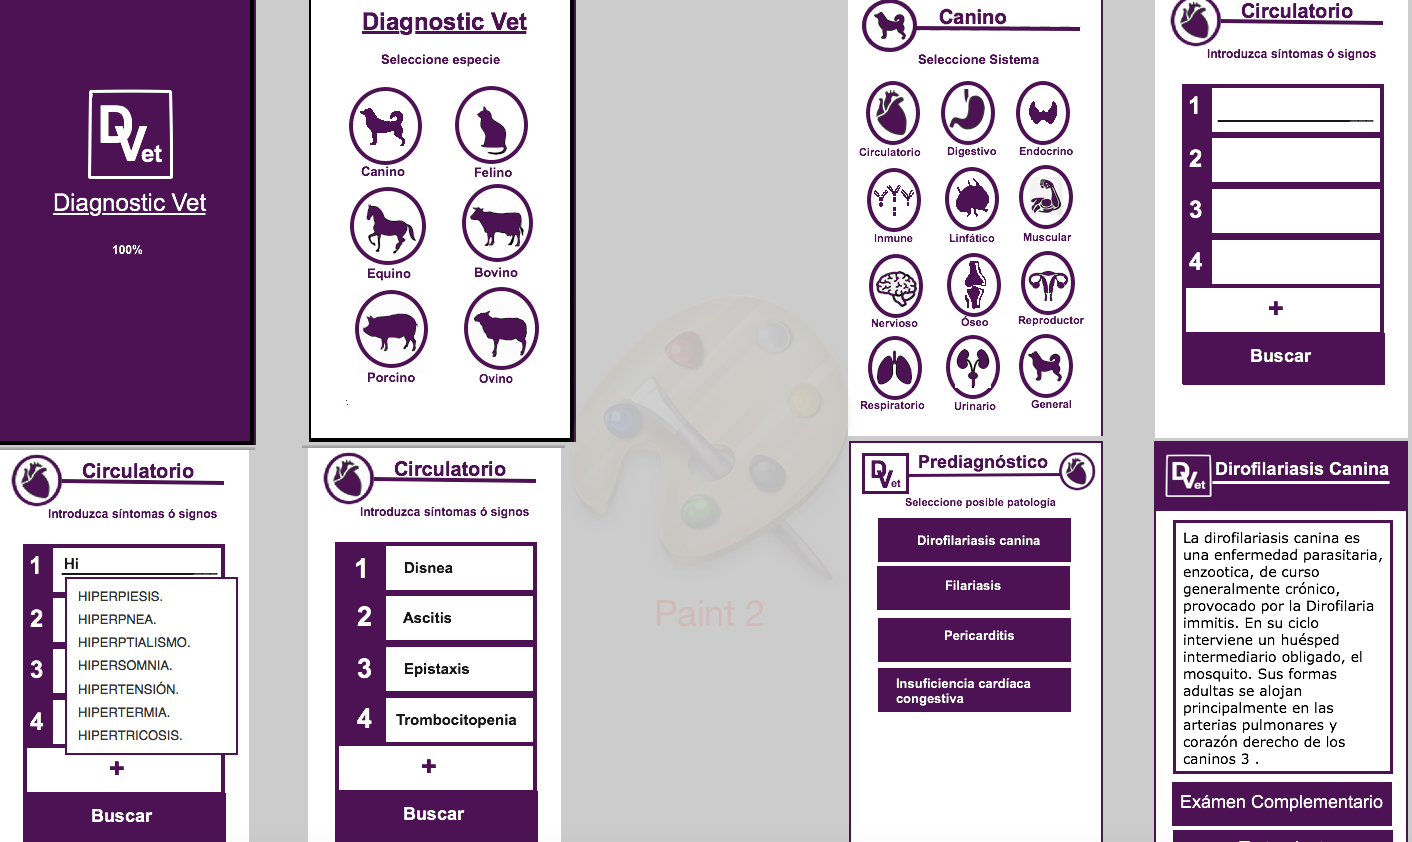 DVet
Diagnostic Vet
100%
Diagnostic Vet
Seleccione especie
Canino
Felino
Equino
Bovino
Porcino
Ovino
Canino
Seleccione Sistema
Circulatorio
Digestivo
Endocrino
Inmune
Linfático
Muscular
Nervioso
Óseo
Reproductor
Respiratorio
Urinario
General
Circulatorio
Introduzca síntomas ó signos
1
2
3
4
+
Buscar
Circulatorio
Introduzca síntomas ó signos
1 Hi
HIPERPIESIS.
HIPERPNEA.
2
HIPERPTIALISMO.
HIPERSOMNIA.
3
HIPERTENSIÓN.
HIPERTERMIA.
4
HIPERTRICOSIS.
+
Buscar
Circulatorio
Introduzca síntomas ó signos
1 Disnea
2 Ascitis
3 Epistaxis
4 Trombocitopenia
+
Buscar
Paint 2
DVet
Prediagnóstico
Seleccione posible patología
Dirofilariasis canina
Filariasis
Pericarditis
Insuficiencia cardíaca
congestiva
DVet
Dirofilariasis Canina
La dirofilariasis canina es
una enfermedad parasitaria,
enzootica, de curso
generalmente crónico,
provocado por la Dirofilaria
immitis. En su ciclo
interviene un huésped
intermediario obligado, el
mosquito. Sus formas
adultas se alojan
principalmente en las
arterias pulmonares y
corazón derecho de los
caninos 3 .
Exámen Complementario